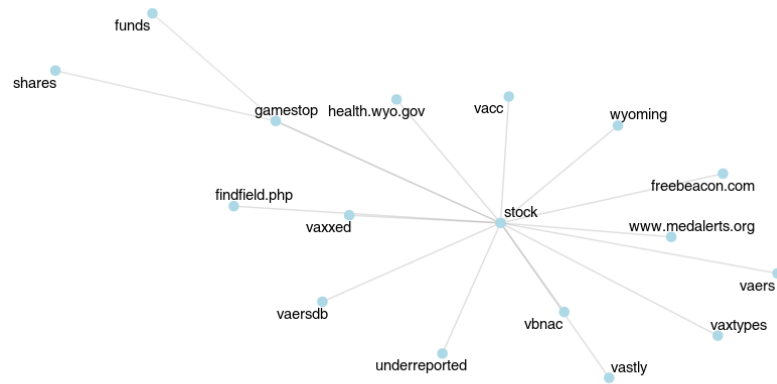 funds
shares
gamestop
health.wyo.gov
vacc
wyoming
freebeacon.com
findfield.php
stock
vaxxed
www.medalerts.org
vaers
vaersdb
vbnac
vaxtypes
underreported
vastly